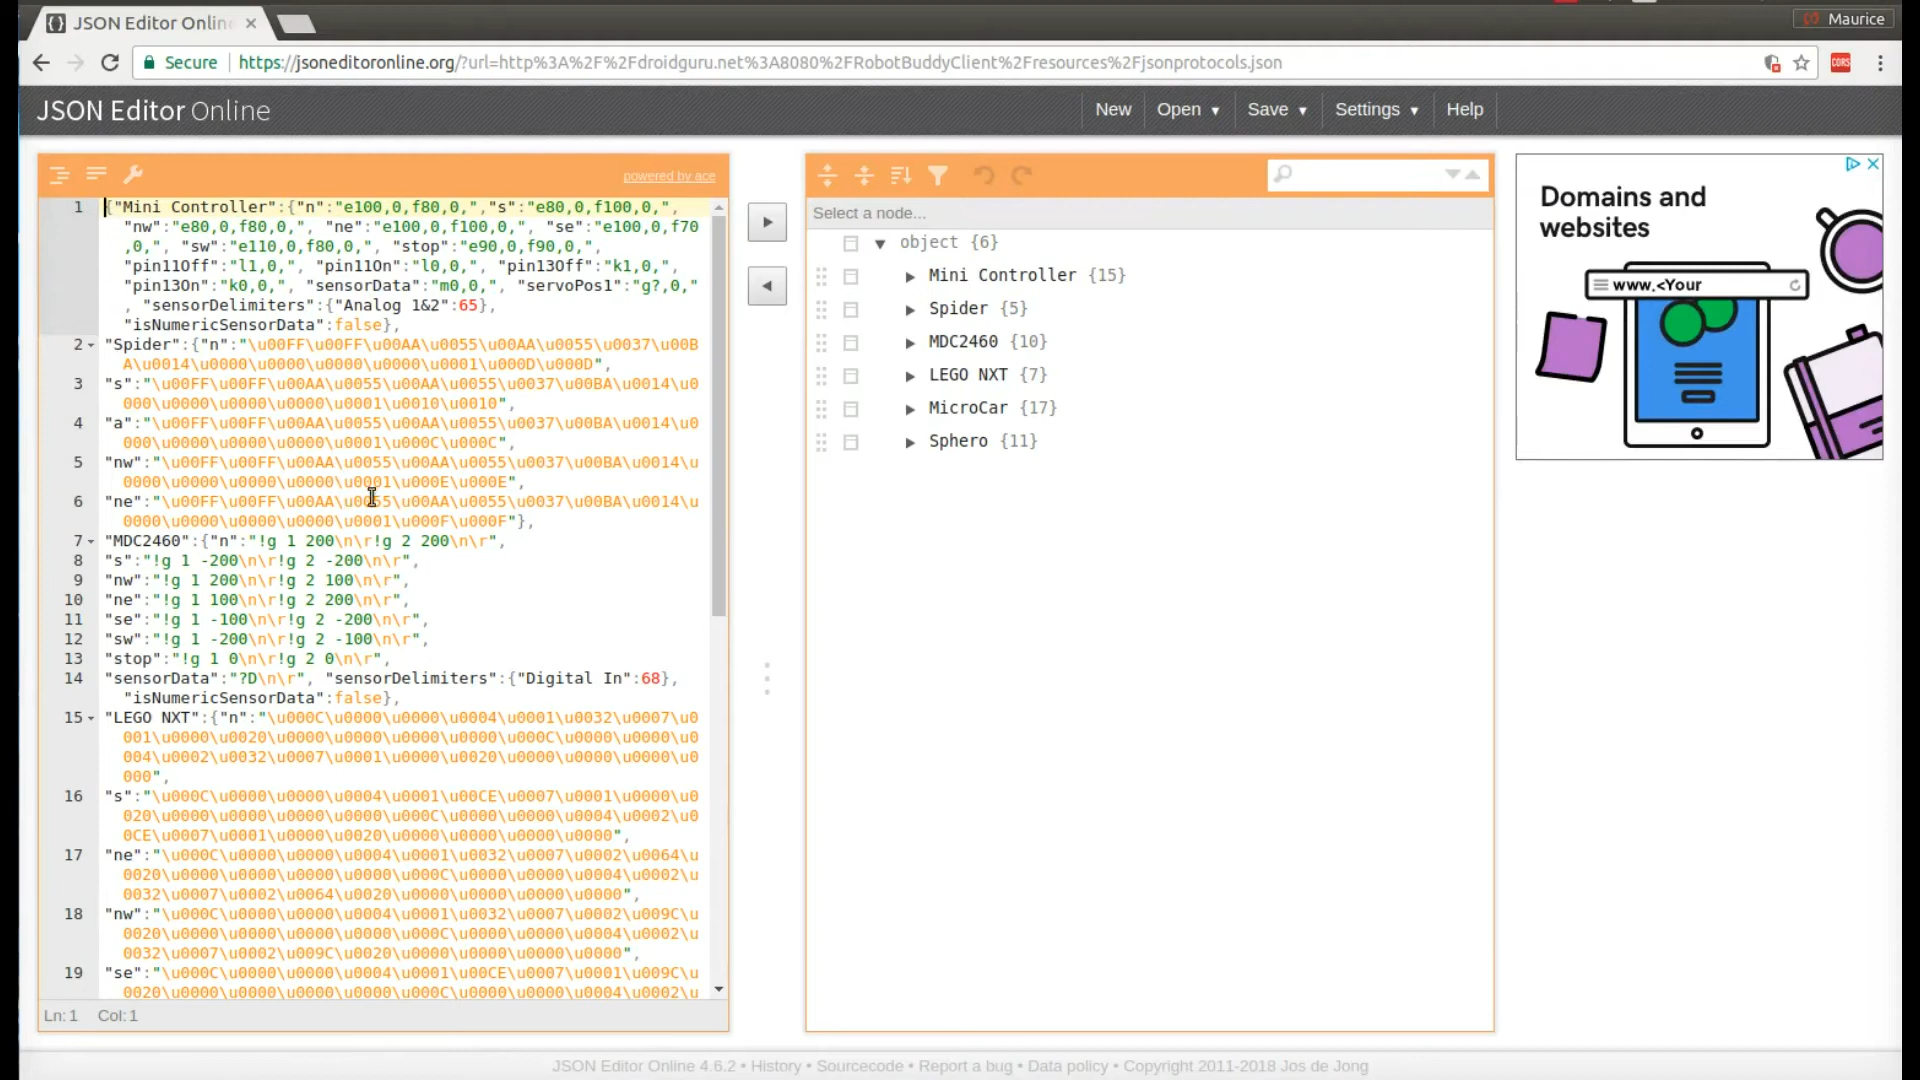 JSON Editor Online
Maurice
Secure
https://jsoneditoronline.org/?url=http%3A%2F%2Fdroidguru.net%3A8080%2FRobotBuddyClient%2Fresources%2Fjsonprotocols.json
CORS
JSON Editor Online
New
Open
Save
Settings
Help
powered by ace
1 {"Mini Controller":{"n":"e100,0,f80,0,","s":"e80,0,f100,0,",
"nw":"e80,0,f80,0,", "ne":"e100,0,f100,0,", "se":"e100,0,f70
,0,", "sw":"e110,0,f80,0,", "stop":"e90,0,f90,0,",
"pin11Off":"l1,0,", "pin11On":"l0,0,", "pin13Off":"k1,0,",
"pin13On":"k0,0,", "sensorData":"m0,0,", "servoPos1":"g?,0,"
, "sensorDelimiters":{"Analog 1&2":65},
"isNumericSensorData":false},
2 "Spider":{"n":"\u00FF\u00FF\u00AA\u0055\u00AA\u0055\u0037\u00B
A\u0014\u0000\u0000\u0000\u0000\u0001\u000D\u000D",
3 "s":"\u00FF\u00FF\u00AA\u0055\u00AA\u0055\u0037\u00BA\u0014\u0
000\u0000\u0000\u0000\u0001\u0010\u0010",
4 "a":"\u00FF\u00FF\u00AA\u0055\u00AA\u0055\u0037\u00BA\u0014\u0
000\u0000\u0000\u0000\u0001\u000C\u000C",
5 "nw":"\u00FF\u00FF\u00AA\u0055\u00AA\u0055\u0037\u00BA\u0014\u
0000\u0000\u0000\u0000\u0001\u000E\u000E",
6 "ne":"\u00FF\u00FF\u00AA\u0055\u00AA\u0055\u0037\u00BA\u0014\u
0000\u0000\u0000\u0000\u0001\u000F\u000F"},
7 "MDC2460":{"n":"!g 1 200\n\r!g 2 200\n\r",
8 "s":"!g 1 -200\n\r!g 2 -200\n\r",
9 "nw":"!g 1 200\n\r!g 2 100\n\r",
10 "ne":"!g 1 100\n\r!g 2 200\n\r",
11 "se":"!g 1 -100\n\r!g 2 -200\n\r",
12 "sw":"!g 1 -200\n\r!g 2 -100\n\r",
13 "stop":"!g 1 0\n\r!g 2 0\n\r",
14 "sensorData":"?D\n\r", "sensorDelimiters":{"Digital In":68},
"isNumericSensorData":false},
15 "LEGO NXT":{"n":"\u000C\u0000\u0000\u0004\u0001\u0032\u0007\u0
001\u0000\u0020\u0000\u0000\u0000\u0000\u000C\u0000\u0000\u0
004\u0002\u0032\u0007\u0001\u0000\u0020\u0000\u0000\u0000\u0
000",
16 "s":"\u000C\u0000\u0000\u0004\u0001\u00CE\u0007\u0001\u0000\u0
020\u0000\u0000\u0000\u0000\u000C\u0000\u0000\u0004\u0002\u0
0CE\u0007\u0001\u0000\u0020\u0000\u0000\u0000\u0000",
17 "ne":"\u000C\u0000\u0000\u0004\u0001\u0032\u0007\u0002\u0064\u
0020\u0000\u0000\u0000\u0000\u000C\u0000\u0000\u0004\u0002\u
0032\u0007\u0002\u0064\u0020\u0000\u0000\u0000\u0000",
18 "nw":"\u000C\u0000\u0000\u0004\u0001\u0032\u0007\u0002\u009C\u
0020\u0000\u0000\u0000\u0000\u000C\u0000\u0000\u0004\u0002\u
0032\u0007\u0002\u009C\u0020\u0000\u0000\u0000\u0000",
19 "se":"\u000C\u0000\u0000\u0004\u0001\u00CE\u0007\u0001\u009C\u
0020\u0000\u0000\u0000\u0000\u000C\u0000\u0000\u0004\u0002\u
Ln: 1 Col: 1
Select a node...
object {6}
Mini Controller {15}
Spider {5}
MDC2460 {10}
LEGO NXT {7}
MicroCar {17}
Sphero {11}
Domains and
websites
www.<Your
JSON Editor Online 4.6.2 • History • Sourcecode • Report a bug • Data policy • Copyright 2011-2018 Jos de Jong